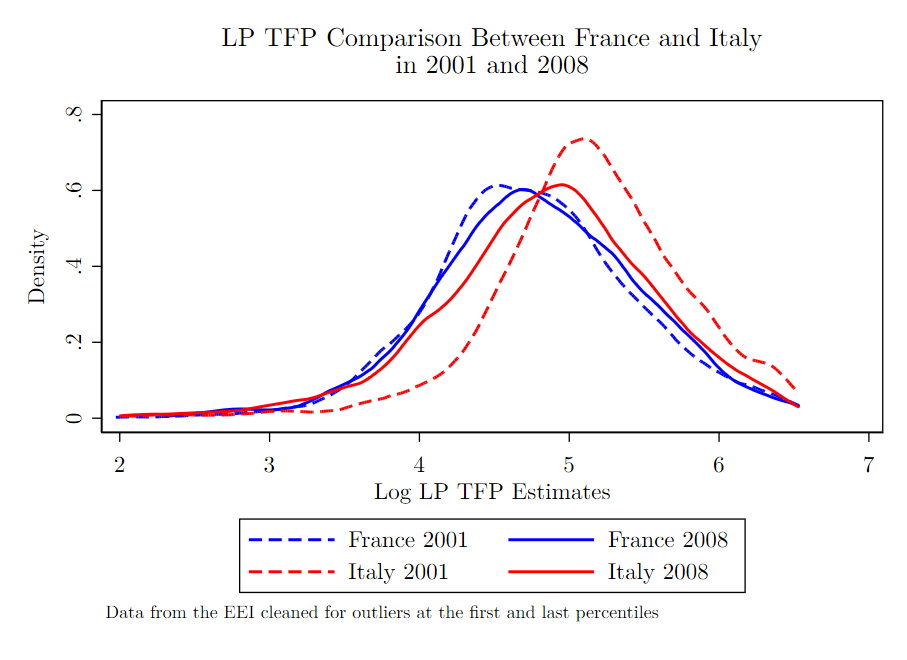 LP TFP Comparison Between France and Italy
in 2001 and 2008
Density
.8
.6
.4
.2
0
2 3 4 5 6 7
Log LP TFP Estimates
France 2001 France 2008
Italy 2001 Italy 2008
Data from the EEI cleaned for outliers at the first and last percentiles